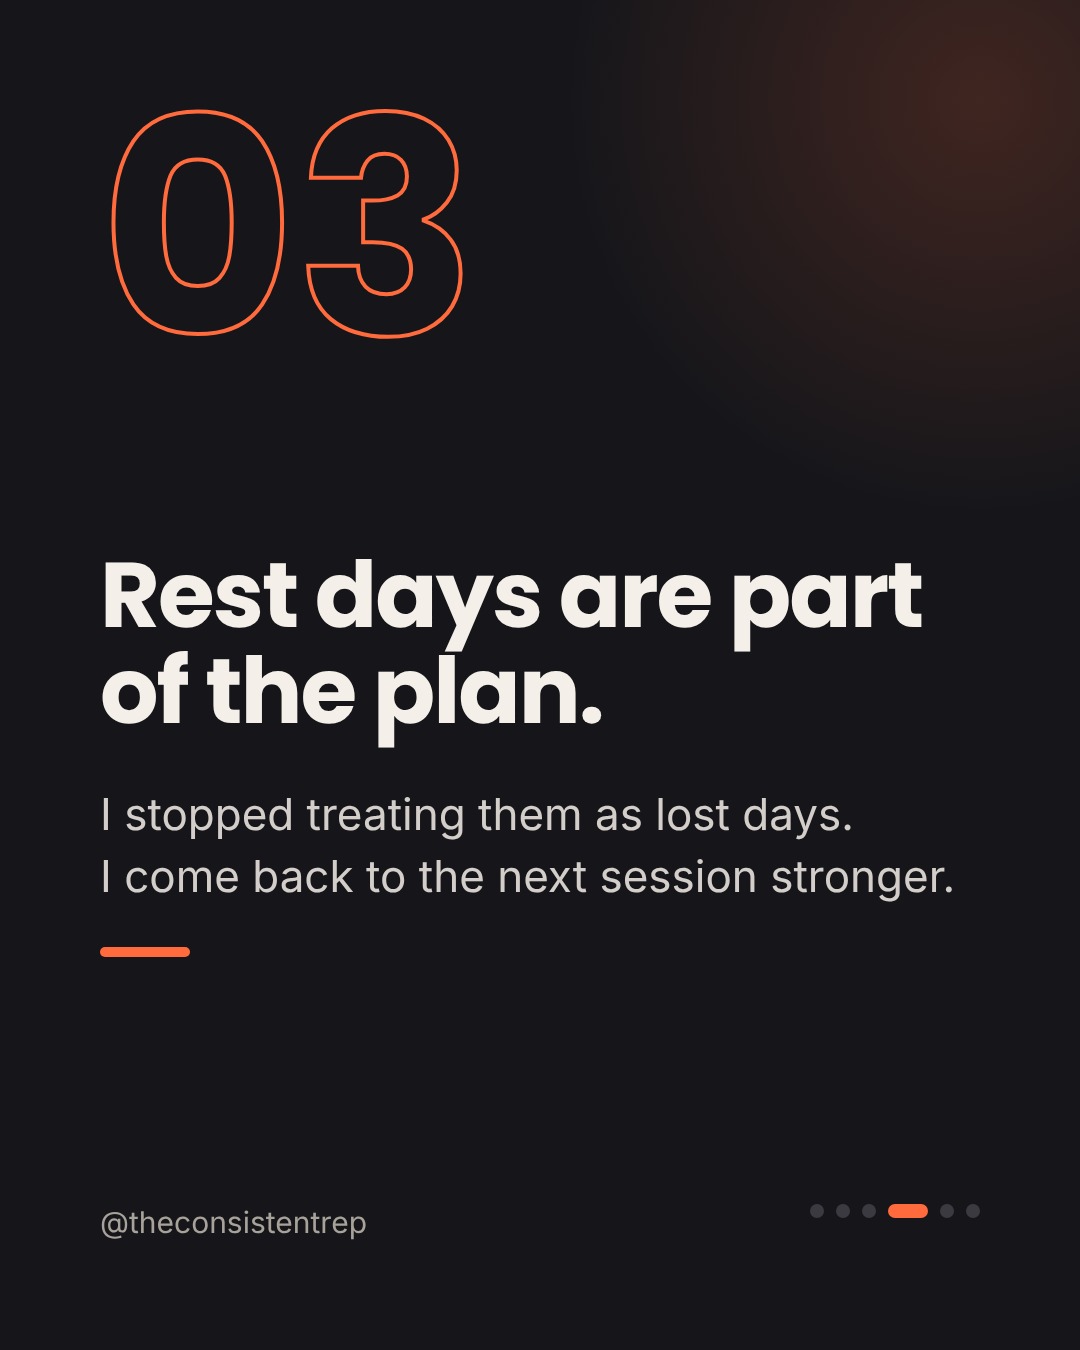 03
Rest days are part
of the plan.
I stopped treating them as lost days.
I come back to the next session stronger.
@theconsistentrep